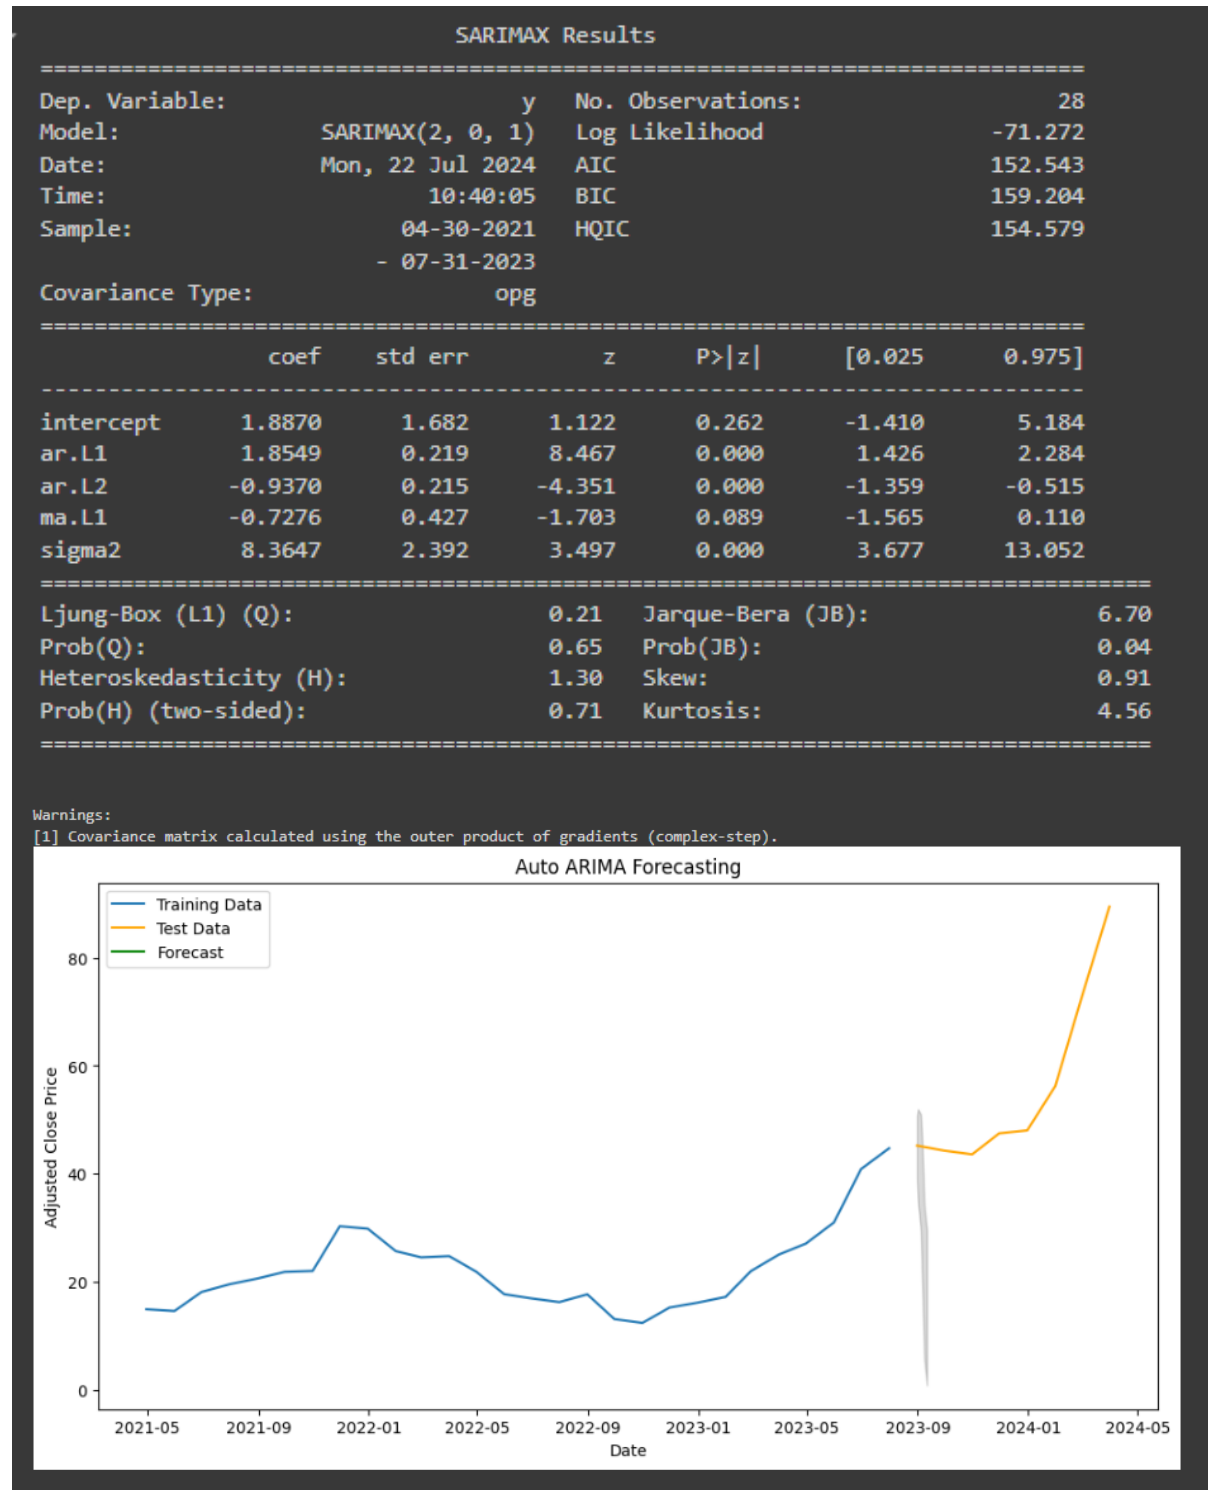 SARIMAX Results
==============================================================================
Dep. Variable:                      y   No. Observations:                   28
Model:               SARIMAX(2, 0, 1)   Log Likelihood                 -71.272
Date:                Mon, 22 Jul 2024   AIC                            152.543
Time:                        10:40:05   BIC                            159.204
Sample:                    04-30-2021   HQIC                           154.579
- 07-31-2023
Covariance Type:                  opg
==============================================================================
coef    std err          z      P>|z|      [0.025      0.975]
------------------------------------------------------------------------------
intercept      1.8870      1.682      1.122      0.262      -1.410       5.184
ar.L1          1.8549      0.219      8.467      0.000       1.426       2.284
ar.L2         -0.9370      0.215     -4.351      0.000      -1.359      -0.515
ma.L1         -0.7276      0.427     -1.703      0.089      -1.565       0.110
sigma2         8.3647      2.392      3.497      0.000       3.677      13.052
===================================================================================
Ljung-Box (L1) (Q):                   0.21   Jarque-Bera (JB):                 6.70
Prob(Q):                              0.65   Prob(JB):                         0.04
Heteroskedasticity (H):               1.30   Skew:                             0.91
Prob(H) (two-sided):                  0.71   Kurtosis:                         4.56
===================================================================================
Warnings:
[1] Covariance matrix calculated using the outer product of gradients (complex-step).
Auto ARIMA Forecasting
Training Data
Test Data
Forecast
80
60
40
20
0
Adjusted Close Price
2021-05 2021-09 2022-01 2022-05 2022-09 2023-01 2023-05 2023-09 2024-01 2024-05
Date